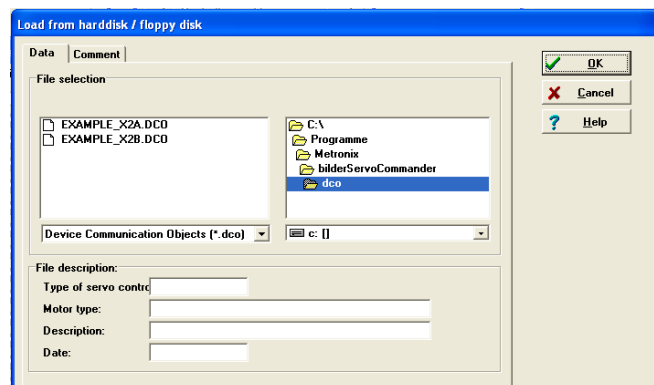 Load from harddisk / floppy disk
Data
Comment
OK
Cancel
Help
File selection
EXAMPLE_X2A.DCO
EXAMPLE_X2B.DCO
C:\
Programme
Metronix
bilderServoCommander
dco
Device Communication Objects (*.dco)
c: []
File description:
Type of servo contro
Motor type:
Description:
Date: